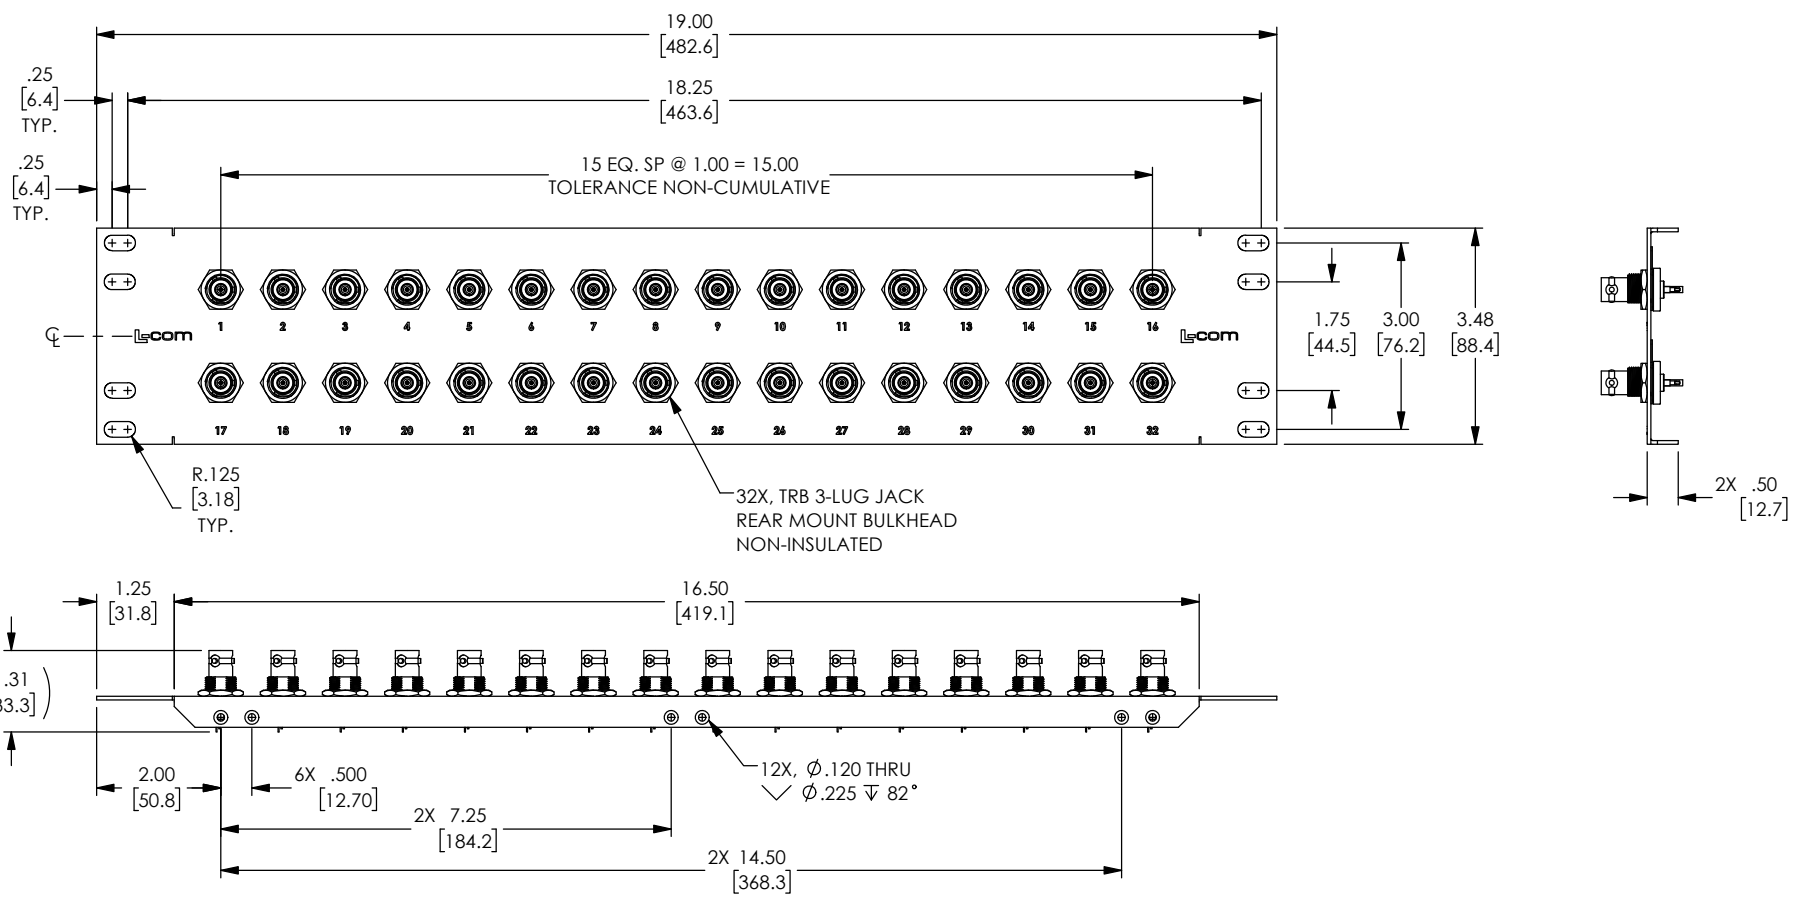 19.00
[482.6]
.25
[6.4]
TYP.
18.25
[463.6]
.25
[6.4]
TYP.
15 EQ. SP @ 1.00 = 15.00
TOLERANCE NON-CUMULATIVE
1 2 3 4 5 6 7 8 9 10 11 12 13 14 15 16
℄ L-com L-com
1.75
[44.5]
3.00
[76.2]
3.48
[88.4]
17 18 19 20 21 22 23 24 25 26 27 28 29 30 31 32
R.125
[3.18]
TYP.
32X, TRB 3-LUG JACK
REAR MOUNT BULKHEAD
NON-INSULATED
2X .50
[12.7]
1.25
[31.8]
16.50
[419.1]
.31
3.3]
2.00
[50.8]
6X .500
[12.70]
12X, ∅.120 THRU
⌵ ∅.225 ↧ 82°
2X 7.25
[184.2]
2X 14.50
[368.3]